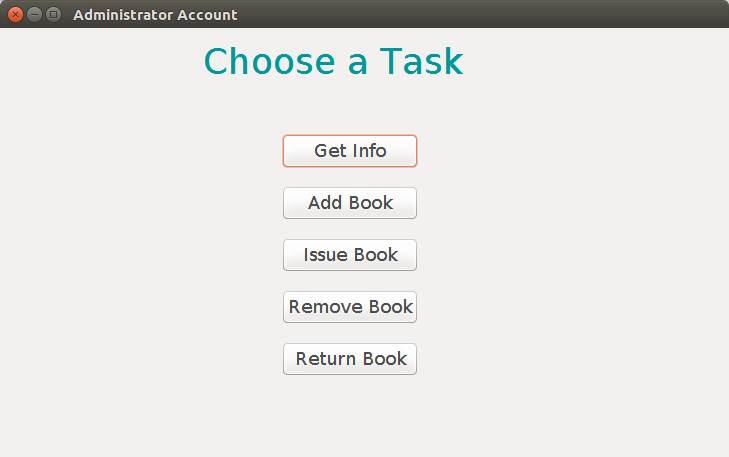 Administrator Account
Choose a Task
Get Info
Add Book
Issue Book
Remove Book
Return Book